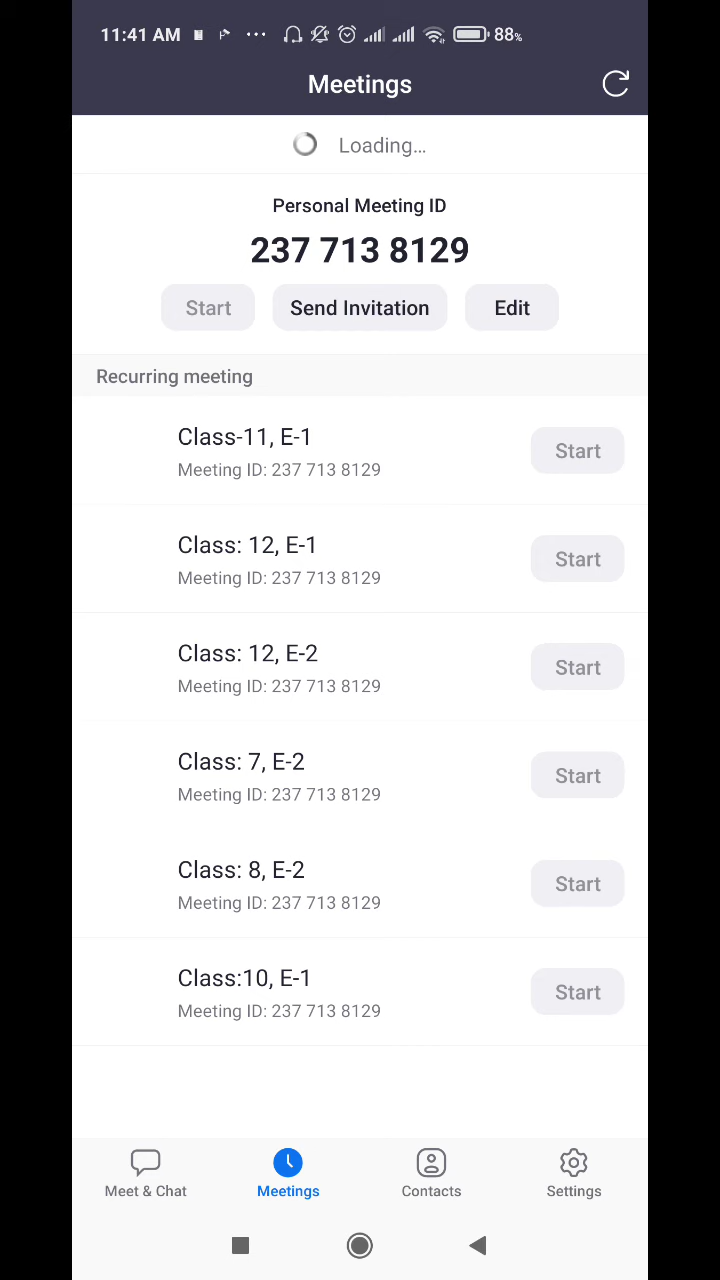 11:41 AM 88%
Meetings
Loading...
Personal Meeting ID
237 713 8129
Start Send Invitation Edit
Recurring meeting
Class-11, E-1
Meeting ID: 237 713 8129
Start
Class: 12, E-1
Meeting ID: 237 713 8129
Start
Class: 12, E-2
Meeting ID: 237 713 8129
Start
Class: 7, E-2
Meeting ID: 237 713 8129
Start
Class: 8, E-2
Meeting ID: 237 713 8129
Start
Class:10, E-1
Meeting ID: 237 713 8129
Start
Meet & Chat Meetings Contacts Settings